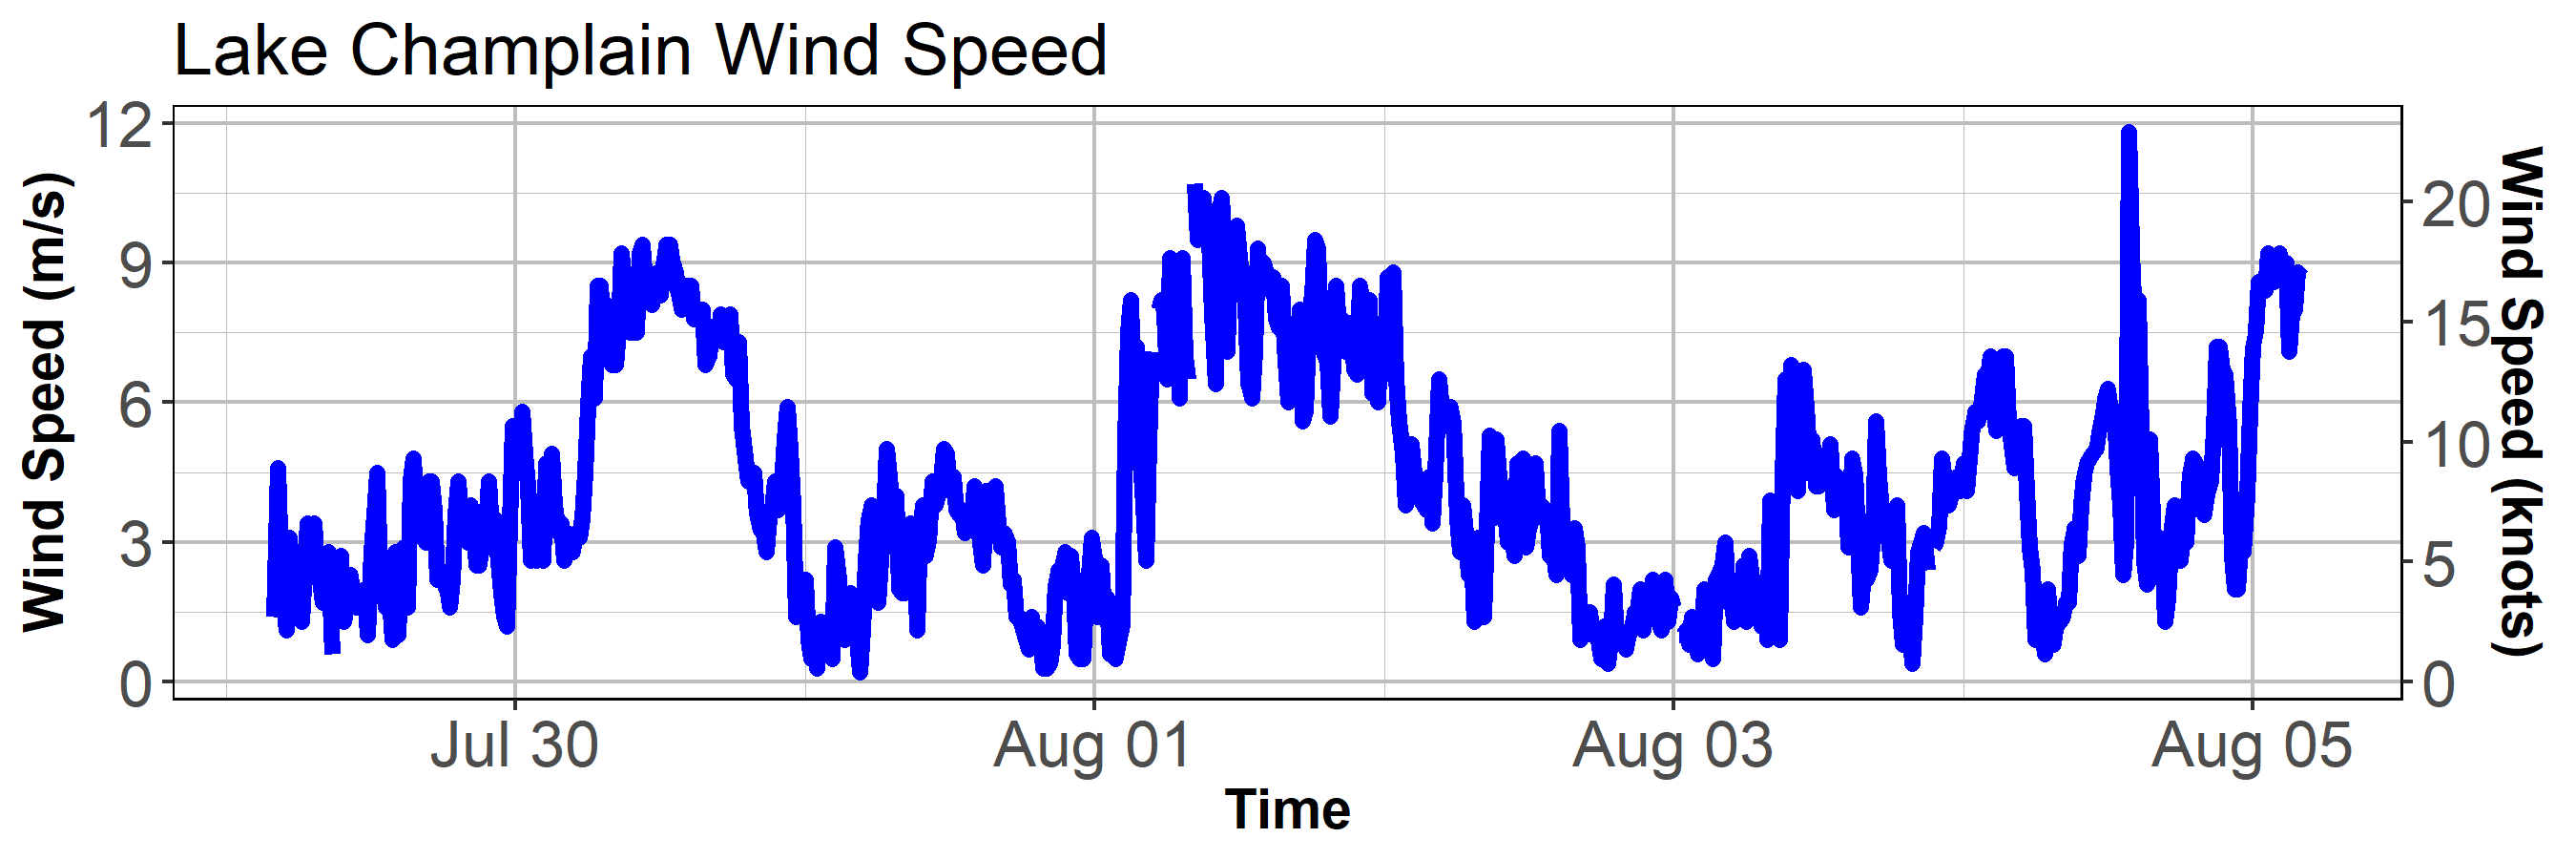 Lake Champlain Wind Speed
Wind Speed (m/s)
12
9
6
3
0
20
15
10
5
0
Wind Speed (knots)
Jul 30 Aug 01 Aug 03 Aug 05
Time